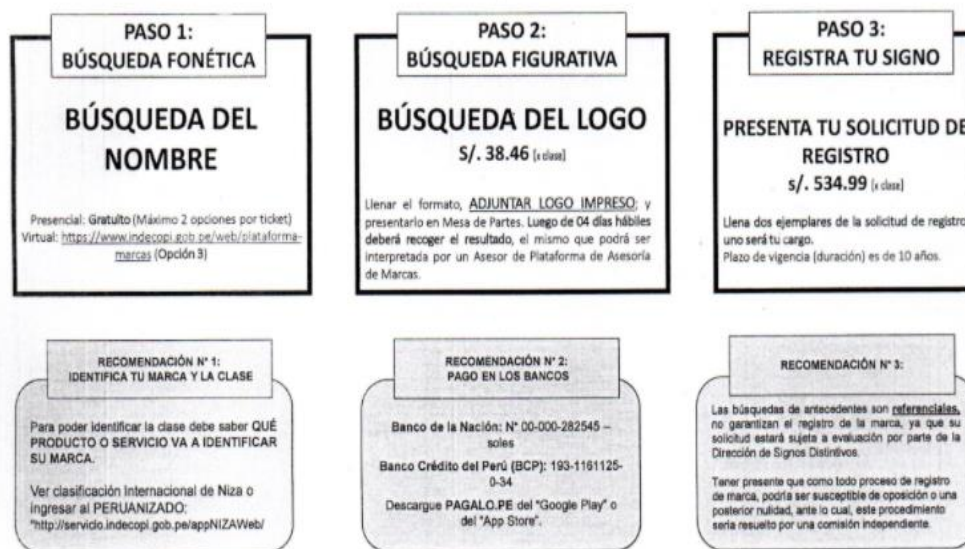 PASO 1:
BÚSQUEDA FONÉTICA
BÚSQUEDA DEL
NOMBRE
Presencial: Gratuito (Máximo 2 opciones por ticket)
Virtual: https://www.indecopi.gob.pe/web/plataforma-
marcas (Opción 3)
PASO 2:
BÚSQUEDA FIGURATIVA
BÚSQUEDA DEL LOGO
S/. 38.46 [x clase]
Llenar el formato, ADJUNTAR LOGO IMPRESO; y
presentarlo en Mesa de Partes. Luego de 04 días hábiles
deberá recoger el resultado, el mismo que podrá ser
interpretada por un Asesor de Plataforma de Asesoría
de Marcas.
PASO 3:
REGISTRA TU SIGNO
PRESENTA TU SOLICITUD DE
REGISTRO
s/. 534.99 [x clase]
Llena dos ejemplares de la solicitud de registro
uno será tu cargo.
Plazo de vigencia (duración) es de 10 años.
RECOMENDACIÓN N° 1:
IDENTIFICA TU MARCA Y LA CLASE
Para poder identificar la clase debe saber QUÉ
PRODUCTO O SERVICIO VA A IDENTIFICAR
SU MARCA.
Ver clasificación Internacional de Niza o
ingresar al PERUANIZADO:
"http://servicio.indecopi.gob.pe/appNIZAWeb/
RECOMENDACIÓN N° 2:
PAGO EN LOS BANCOS
Banco de la Nación: N° 00-000-282545 –
soles
Banco Crédito del Perú (BCP): 193-1161125-
0-34
Descargue PAGALO.PE del "Google Play" o
del "App Store".
RECOMENDACIÓN N° 3:
Las búsquedas de antecedentes son referenciales,
no garantizan el registro de la marca, ya que su
solicitud estará sujeta a evaluación por parte de la
Dirección de Signos Distintivos.
Tener presente que como todo proceso de registro
de marca, podría ser susceptible de oposición o una
posterior nulidad, ante lo cual, este procedimiento
sería resuelto por una comisión independiente.